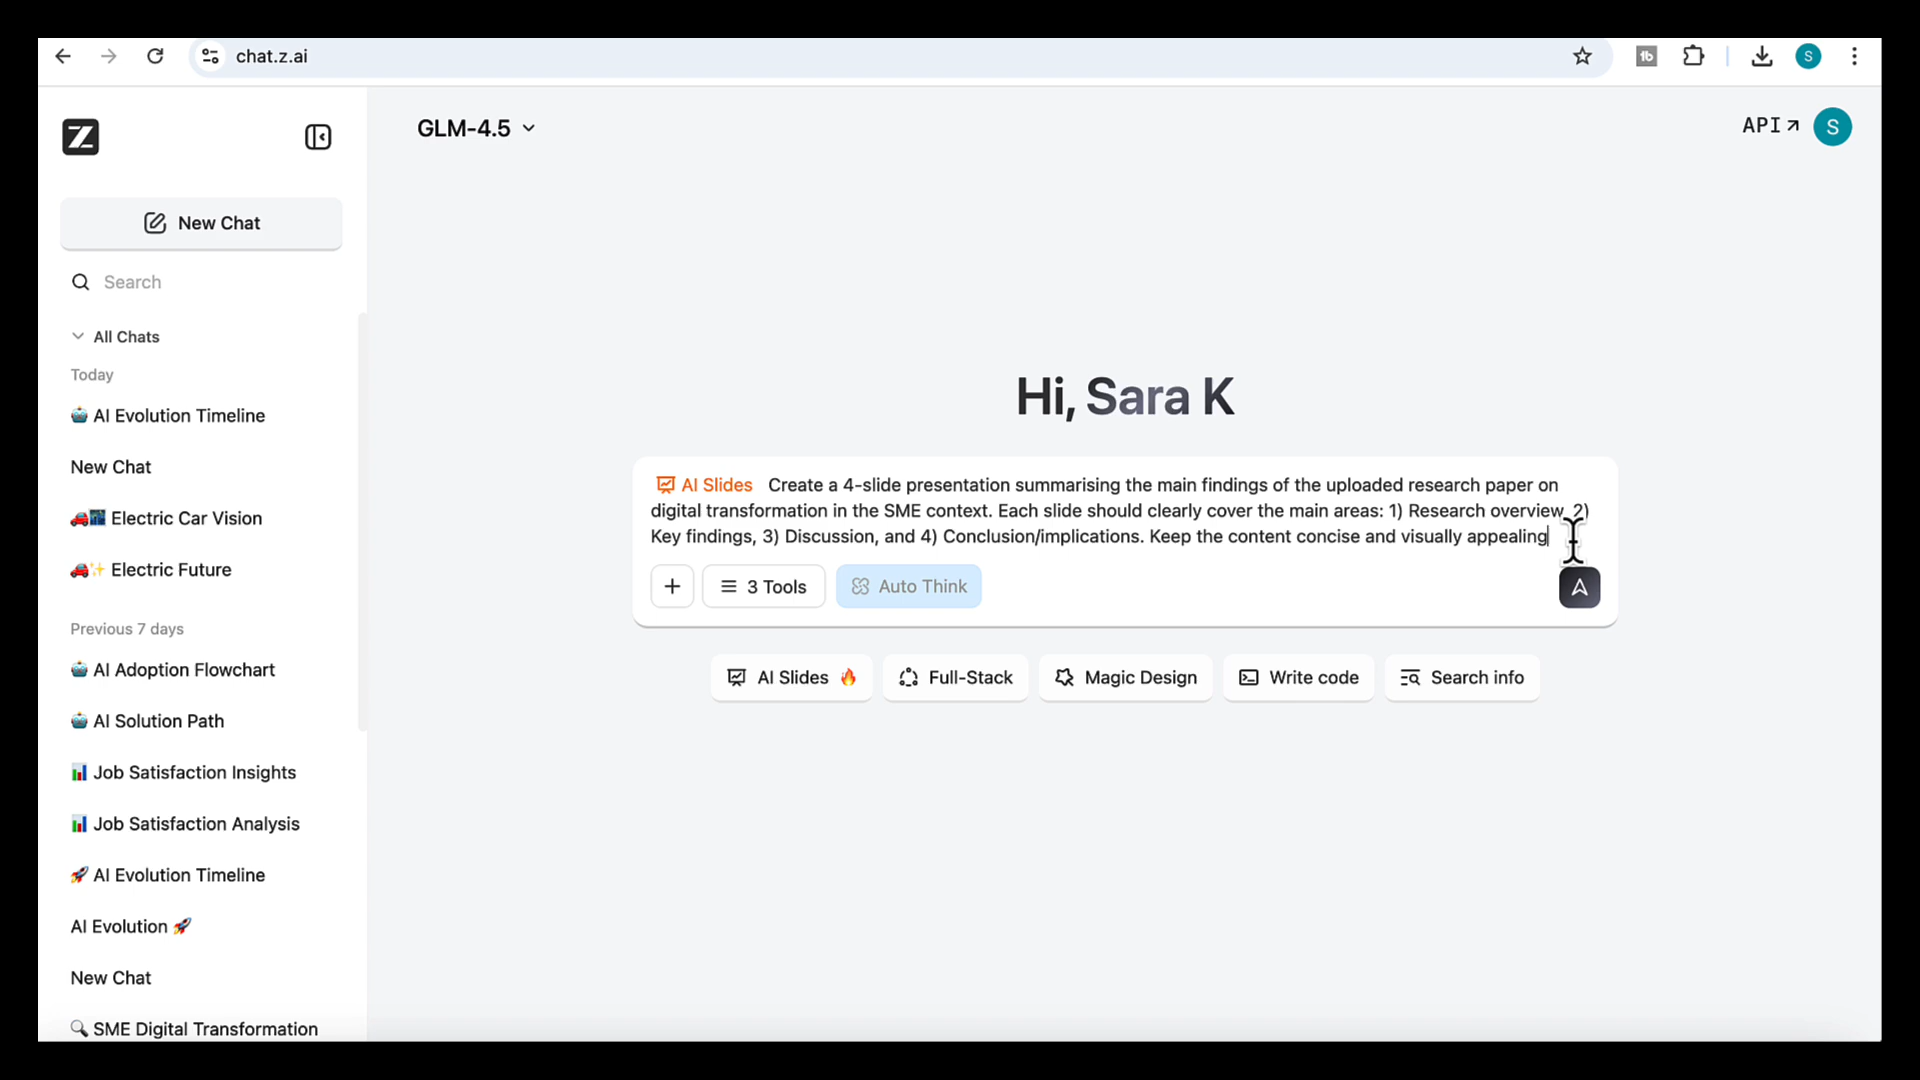 chat.z.ai
tb
S
Z
GLM-4.5
API
S
New Chat
Search
All Chats
Today
AI Evolution Timeline
New Chat
Electric Car Vision
Electric Future
Previous 7 days
AI Adoption Flowchart
AI Solution Path
Job Satisfaction Insights
Job Satisfaction Analysis
AI Evolution Timeline
AI Evolution
New Chat
SME Digital Transformation
Hi, Sara K
AI Slides Create a 4-slide presentation summarising the main findings of the uploaded research paper on
digital transformation in the SME context. Each slide should clearly cover the main areas: 1) Research overview, 2)
Key findings, 3) Discussion, and 4) Conclusion/implications. Keep the content concise and visually appealing
3 Tools
Auto Think
AI Slides
Full-Stack
Magic Design
Write code
Search info